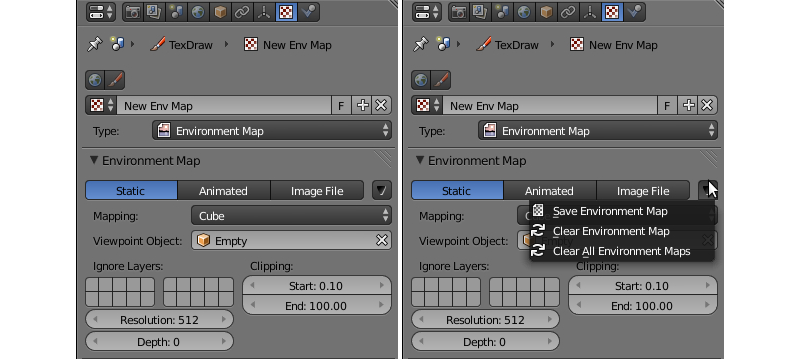 TexDraw New Env Map
New Env Map F
Type: Environment Map
Environment Map
Static Animated Image File
Mapping: Cube
Viewpoint Object: Empty
Ignore Layers: Clipping:
Start: 0.10
End: 100.00
Resolution: 512
Depth: 0
TexDraw New Env Map
New Env Map F
Type: Environment Map
Environment Map
Static Animated Image File
Mapping:
Save Environment Map
Viewpoint Object:
Clear Environment Map
Clear All Environment Maps
Ignore Layers: Clipping:
Start: 0.10
End: 100.00
Resolution: 512
Depth: 0